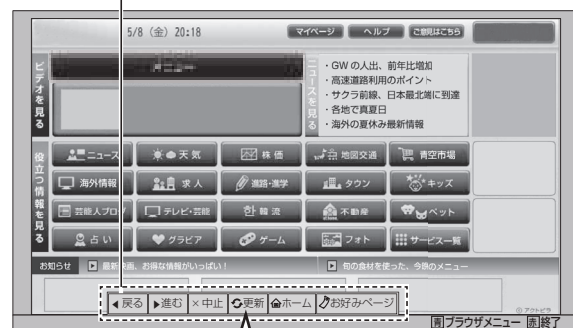 5/8（金）20:18
マイページ ヘルプ ご意見はこちら
ビデオを見る
ニュースを見る
・GWの人出、前年比増加
・高速道路利用のポイント
・サクラ前線、日本最北端に到達
・各地で真夏日
・海外の夏休み最新情報
役立つ情報を見る
ニュース 天気 株価 地図交通 青空市場
海外情報 求人 進路・進学 タウン キッズ
芸能人ブログ テレビ・芸能 한 韓流 不動産 ペット
占い グラビア ゲーム フォト サービス一覧
お知らせ 最新映画、お得な情報がいっぱい！ 旬の食材を使った、今晩のメニュー
戻る 進む ×中止 更新 ホーム お好みページ
© アクトビラ
青 ブラウザメニュー 赤 終了